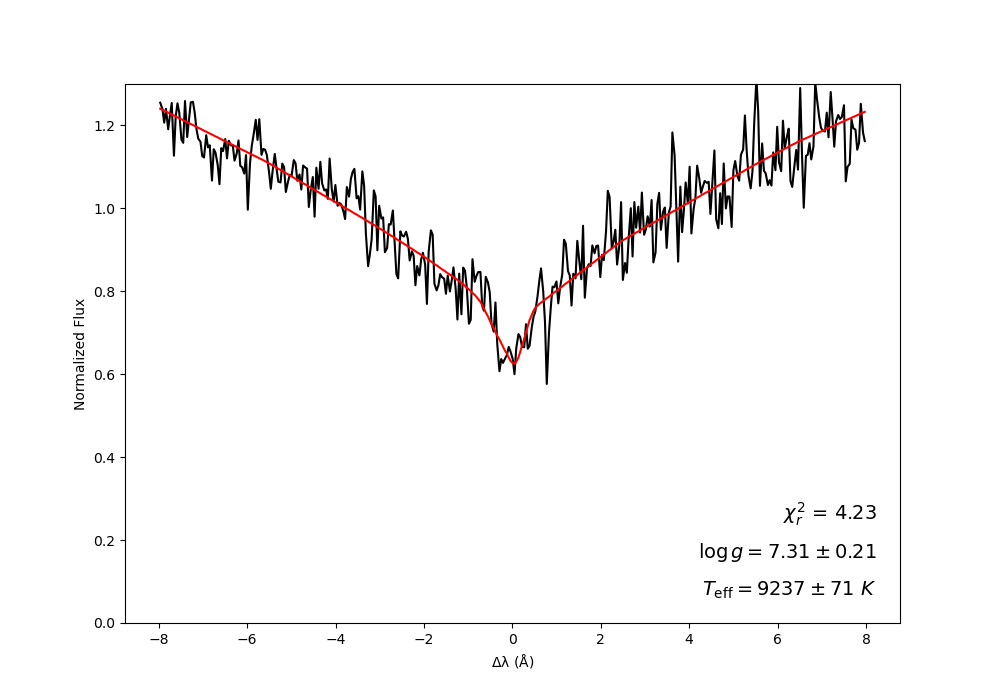 1.2
1.0
0.8
0.6
0.4
0.2
0.0
Normalized Flux
χ²ᵣ = 4.23
log g = 7.31 ± 0.21
T_eff = 9237 ± 71 K
−8 −6 −4 −2 0 2 4 6 8
Δλ (Å)